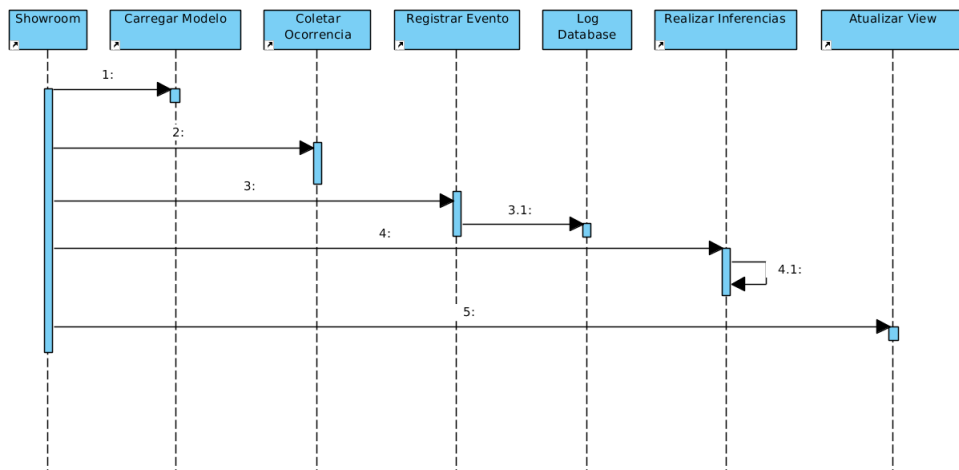 Showroom
Carregar Modelo
Coletar
Ocorrencia
Registrar Evento
Log
Database
Realizar Inferencias
Atualizar View
1:
2:
3:
3.1:
4:
4.1:
5: